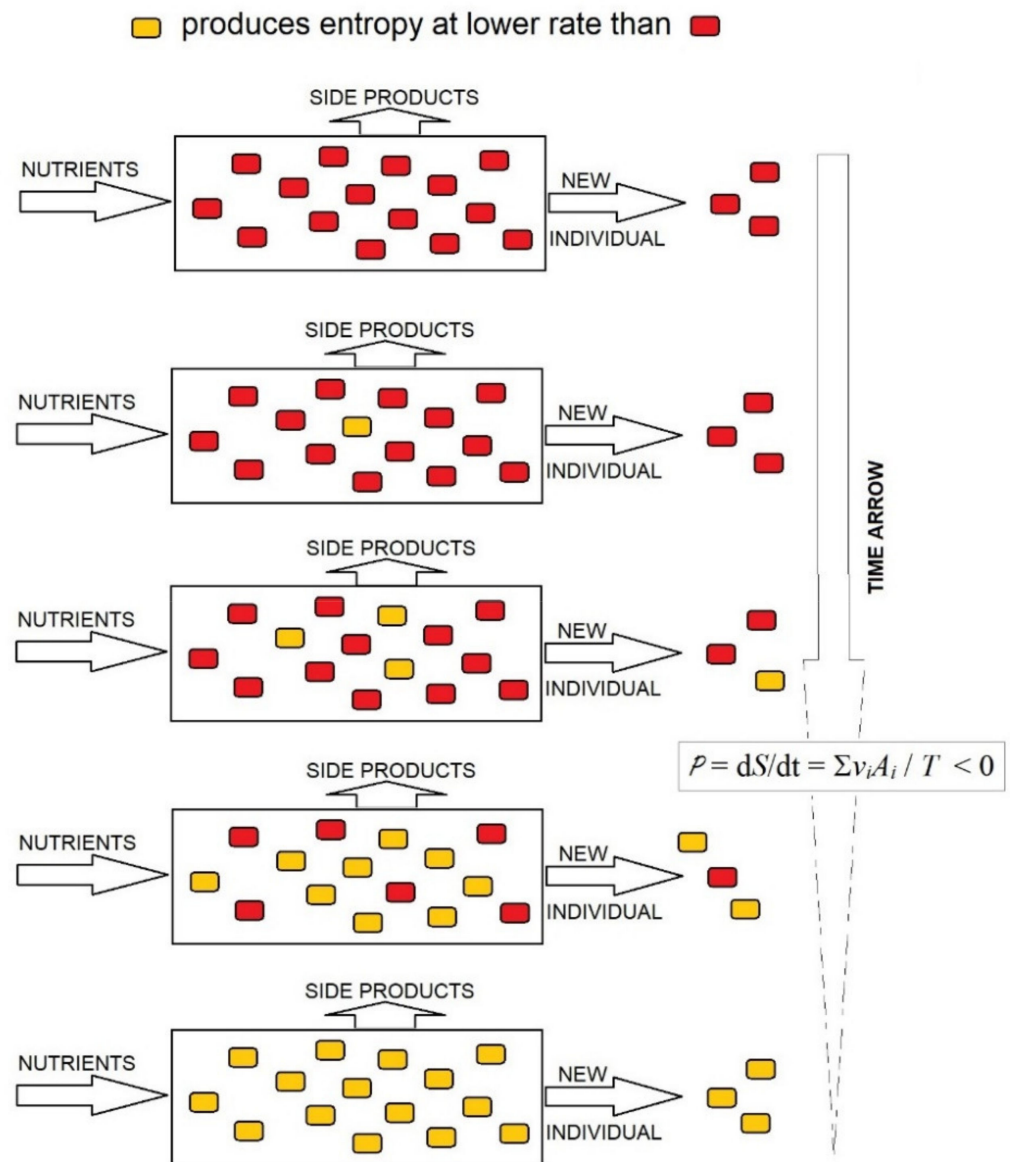 produces entropy at lower rate than
SIDE PRODUCTS
NUTRIENTS
NEW
INDIVIDUAL
SIDE PRODUCTS
NUTRIENTS
NEW
INDIVIDUAL
TIME ARROW
SIDE PRODUCTS
NUTRIENTS
NEW
INDIVIDUAL
𝒫 = dS/dt = Σv_iA_i / T < 0
SIDE PRODUCTS
NUTRIENTS
NEW
INDIVIDUAL
SIDE PRODUCTS
NUTRIENTS
NEW
INDIVIDUAL